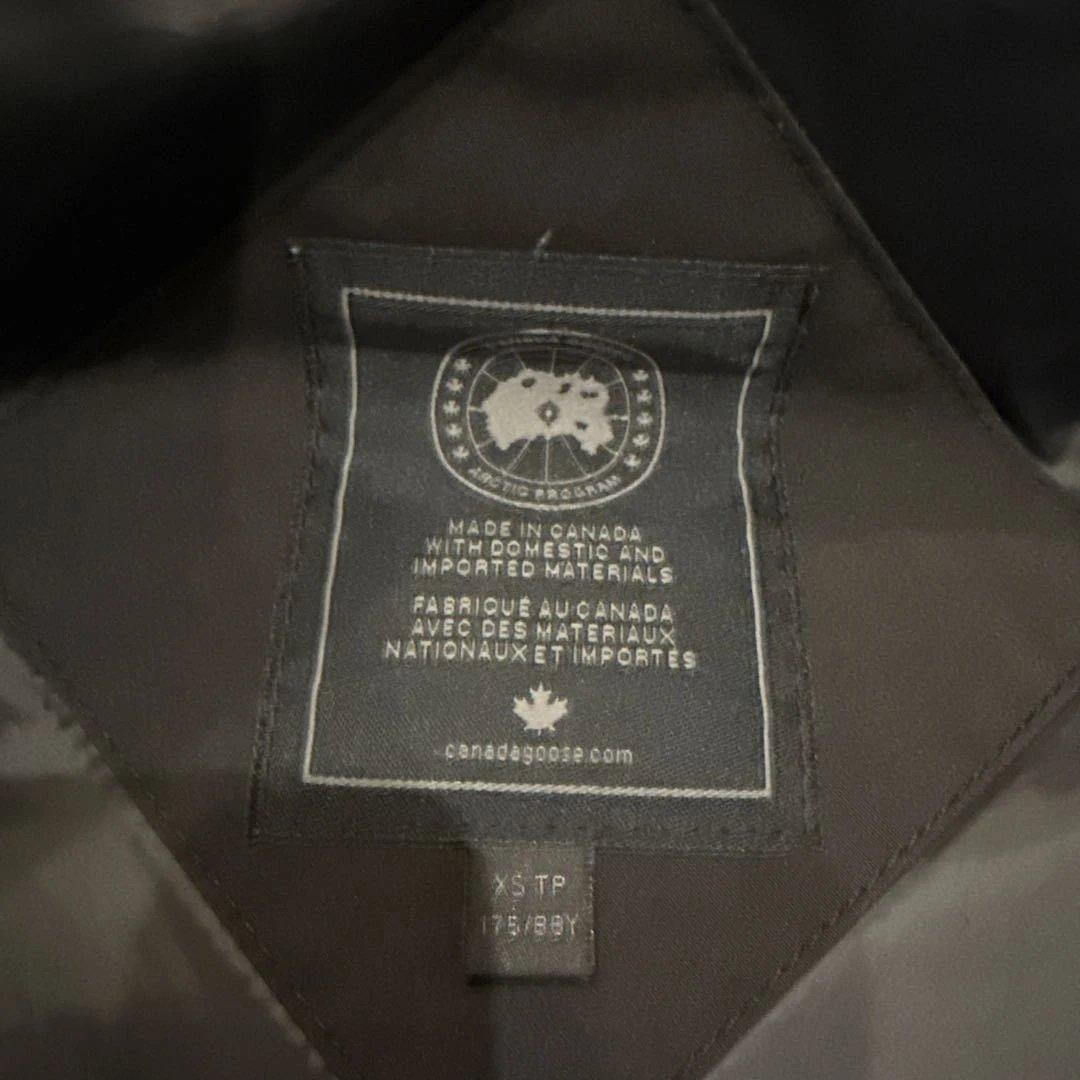 ARCTIC PROGRAM
MADE IN CANADA
WITH DOMESTIC AND
IMPORTED MATERIALS
FABRIQUÉ AU CANADA
AVEC DES MATERIAUX
NATIONAUX ET IMPORTÉS
canadagoose.com
XS TP
175/88Y